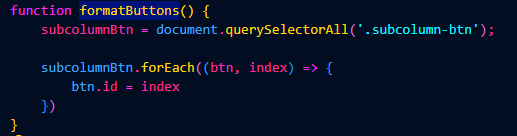 function formatButtons() {
    subcolumnBtn = document.querySelectorAll('.subcolumn-btn');
    subcolumnBtn.forEach((btn, index) => {
        btn.id = index
    })
}